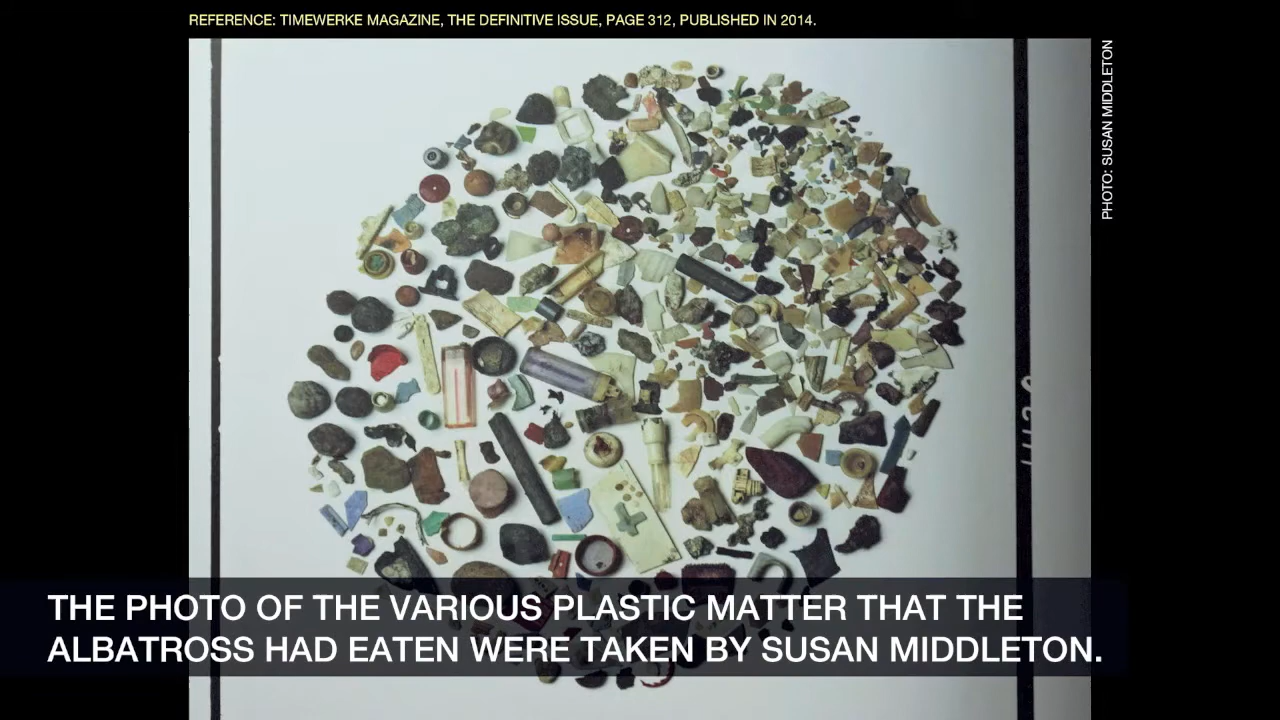 REFERENCE: TIMEWERKE MAGAZINE, THE DEFINITIVE ISSUE, PAGE 312, PUBLISHED IN 2014.
PHOTO: SUSAN MIDDLETON
THE PHOTO OF THE VARIOUS PLASTIC MATTER THAT THE
ALBATROSS HAD EATEN WERE TAKEN BY SUSAN MIDDLETON.